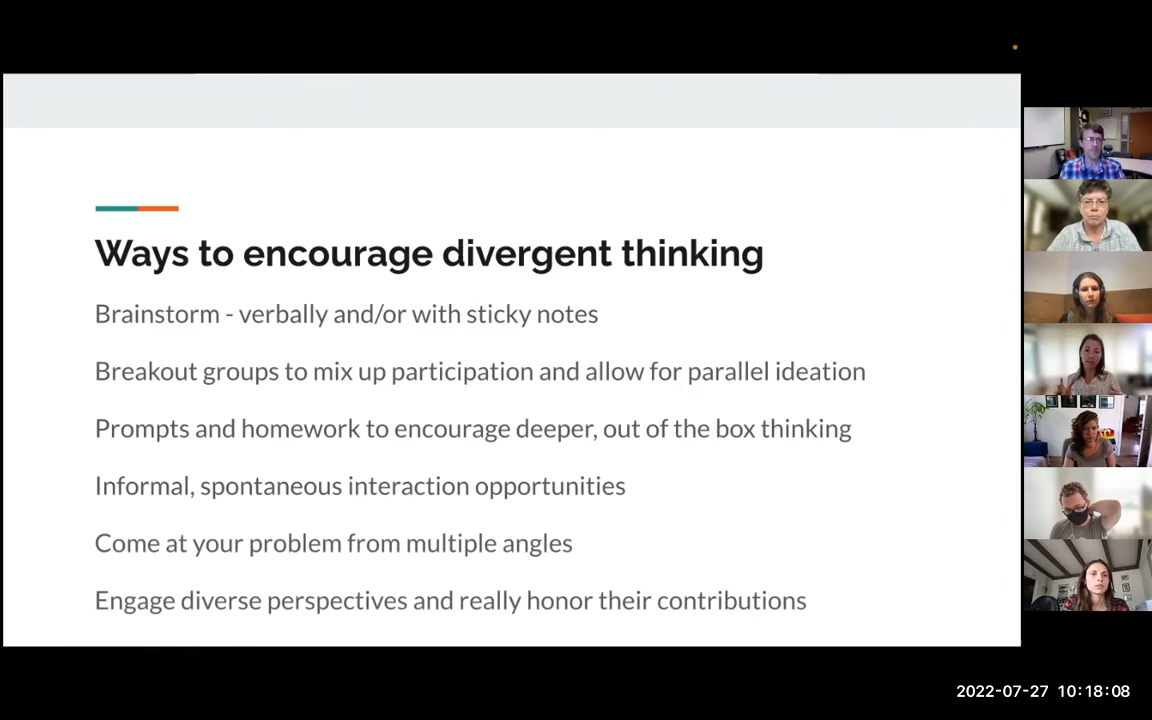 Ways to encourage divergent thinking
Brainstorm - verbally and/or with sticky notes
Breakout groups to mix up participation and allow for parallel ideation
Prompts and homework to encourage deeper, out of the box thinking
Informal, spontaneous interaction opportunities
Come at your problem from multiple angles
Engage diverse perspectives and really honor their contributions
2022-07-27 10:18:08